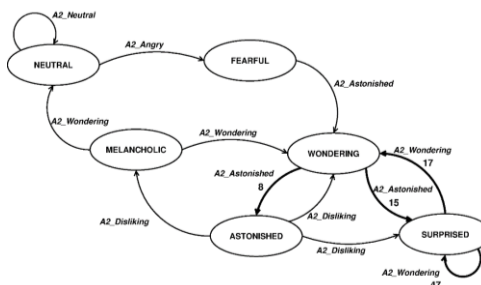 A2_Neutral
A2_Angry
NEUTRAL
FEARFUL
A2_Astonished
A2_Wondering
A2_Wondering
A2_Wondering
17
MELANCHOLIC
WONDERING
A2_Astonished
8
A2_Astonished
15
A2_Disliking
A2_Disliking
ASTONISHED
SURPRISED
A2_Disliking
A2_Wondering
47